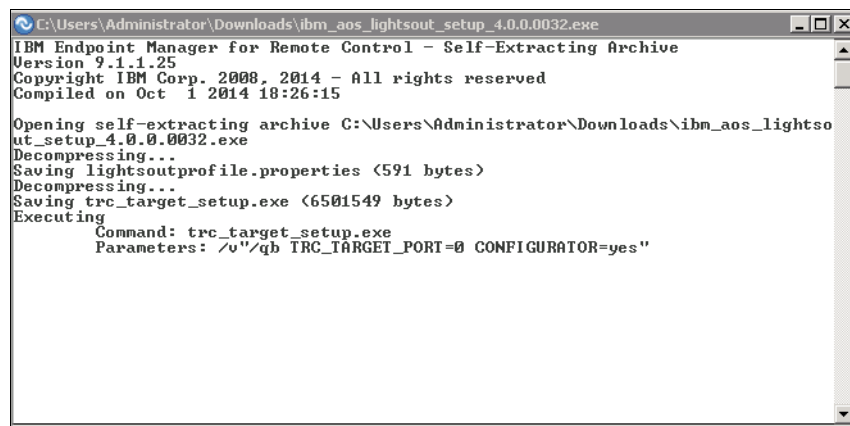 C:\Users\Administrator\Downloads\ibm_aos_lightsout_setup_4.0.0.0032.exe
IBM Endpoint Manager for Remote Control - Self-Extracting Archive
Version 9.1.1.25
Copyright IBM Corp. 2008, 2014 - All rights reserved
Compiled on Oct  1 2014 18:26:15
Opening self-extracting archive C:\Users\Administrator\Downloads\ibm_aos_lightso
ut_setup_4.0.0.0032.exe
Decompressing...
Saving lightsoutprofile.properties (591 bytes)
Decompressing...
Saving trc_target_setup.exe (6501549 bytes)
Executing
Command: trc_target_setup.exe
Parameters: /v"/qb TRC_TARGET_PORT=0 CONFIGURATOR=yes"